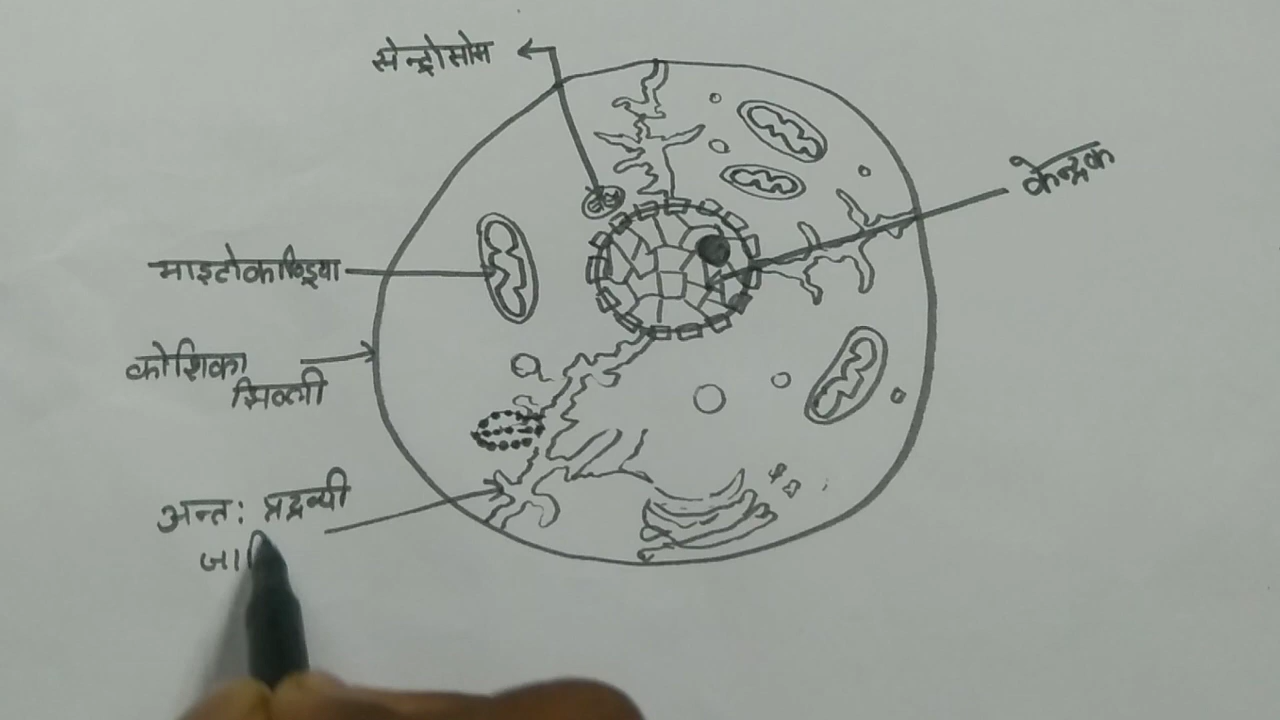 सेन्ट्रोसोम
केन्द्रक
माइटोकाण्ड्रिया
कोशिका
झिल्ली
अन्त: प्रद्रव्यी